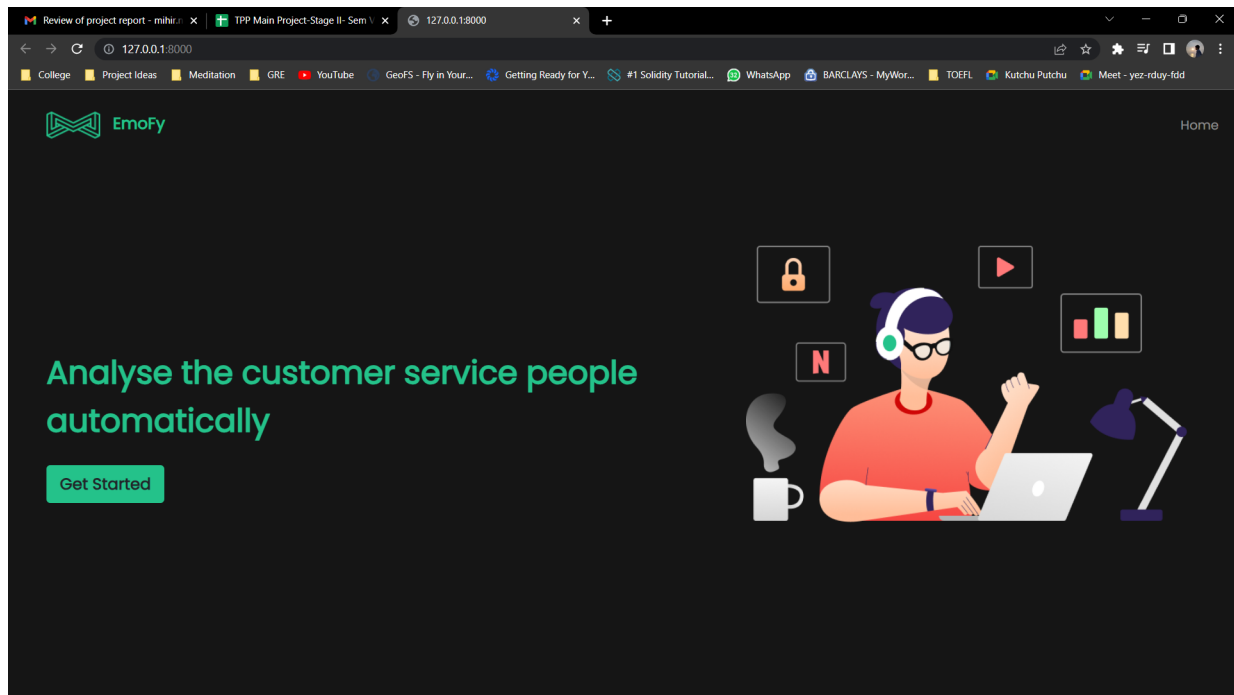 Review of project report - mihir.n
TPP Main Project-Stage II- Sem V
127.0.0.1:8000
127.0.0.1:8000
College
Project Ideas
Meditation
GRE
YouTube
GeoFS - Fly in Your...
Getting Ready for Y...
#1 Solidity Tutorial...
WhatsApp
BARCLAYS - MyWor...
TOEFL
Kutchu Putchu
Meet - yez-rduy-fdd
EmoFy
Home
N
Analyse the customer service people
automatically
Get Started